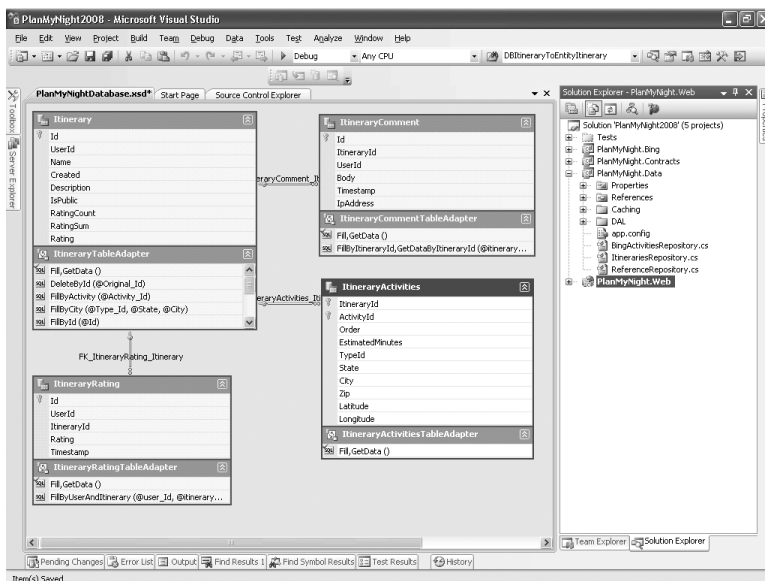 PlanMyNight2008 - Microsoft Visual Studio
File Edit View Project Build Team Debug Data Tools Test Analyze Window Help
Debug Any CPU DBItineraryToEntityItinerary
PlanMyNightDatabase.xsd* Start Page Source Control Explorer
Toolbox
Server Explorer
Itinerary
Id
UserId
Name
Created
Description
IsPublic
RatingCount
RatingSum
Rating
ItineraryTableAdapter
Fill,GetData ()
DeleteById (@Original_Id)
FillByActivity (@Activity_Id)
FillByCity (@Type_Id, @State, @City)
FillById (@Id)
FK_ItineraryRating_Itinerary
ItineraryRating
Id
UserId
ItineraryId
Rating
Timestamp
ItineraryRatingTableAdapter
Fill,GetData ()
FillByUserAndItinerary (@user_Id, @itinerary...
eraryComment_It
eraryActivities_Iti
ItineraryComment
Id
ItineraryId
UserId
Body
Timestamp
IpAddress
ItineraryCommentTableAdapter
Fill,GetData ()
FillByItineraryId,GetDataByItineraryId (@itinerary...
ItineraryActivities
ItineraryId
ActivityId
Order
EstimatedMinutes
TypeId
State
City
Zip
Latitude
Longitude
ItineraryActivitiesTableAdapter
Fill,GetData ()
Solution Explorer - PlanMyNight.Web
Solution 'PlanMyNight2008' (5 projects)
Tests
PlanMyNight.Bing
PlanMyNight.Contracts
PlanMyNight.Data
Properties
References
Caching
DAL
app.config
BingActivitiesRepository.cs
ItinerariesRepository.cs
ReferenceRepository.cs
PlanMyNight.Web
Team Explorer Solution Explorer
Pending Changes Error List Output Find Results 1 Find Symbol Results Test Results History
Item(s) Saved